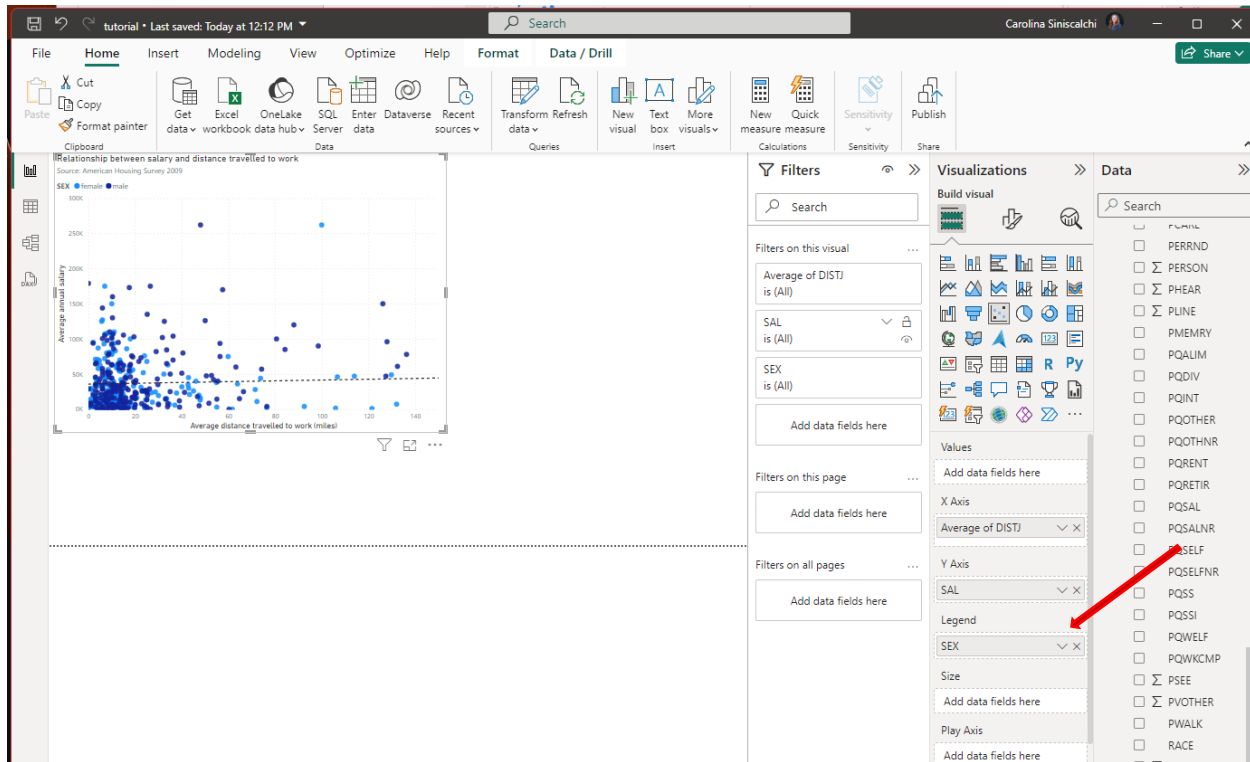 tutorial • Last saved: Today at 12:12 PM
Search
Carolina Siniscalchi
File Home Insert Modeling View Optimize Help Format Data / Drill
Share
Paste
Cut
Copy
Format painter
Clipboard
Get data
Excel workbook
OneLake data hub
SQL Server
Enter data
Dataverse
Recent sources
Data
Transform data
Refresh
Queries
New visual
Text box
More visuals
Insert
New measure
Quick measure
Calculations
Sensitivity
Sensitivity
Publish
Share
Relationship between salary and distance travelled to work
Source: American Housing Survey 2009
SEX female male
300K
250K
200K
150K
100K
50K
0K
Average annual salary
0 20 40 60 80 100 120 140
Average distance travelled to work (miles)
Filters
Search
Filters on this visual
Average of DISTJ
is (All)
SAL
is (All)
SEX
is (All)
Add data fields here
Filters on this page
Add data fields here
Filters on all pages
Add data fields here
Visualizations
Build visual
123
R Py
123
Values
Add data fields here
X Axis
Average of DISTJ
Y Axis
SAL
Legend
SEX
Size
Add data fields here
Play Axis
Add data fields here
Data
Search
PERRND
PERSON
PHEAR
PLINE
PMEMRY
PQALIM
PQDIV
PQINT
PQOTHER
PQOTHNR
PQRENT
PQRETIR
PQSAL
PQSALNR
PQSELF
PQSELFNR
PQSS
PQSSI
PQWELF
PQWKCMP
PSEE
PVOTHER
PWALK
RACE